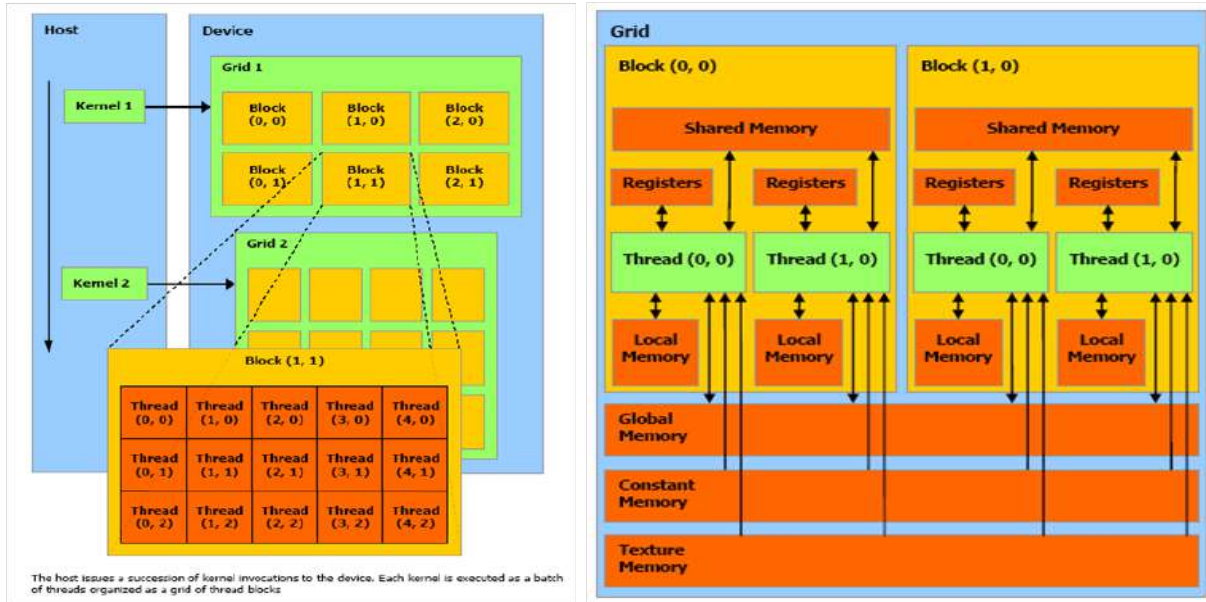 Host
Device
Grid 1
Kernel 1
Block
(0, 0)
Block
(1, 0)
Block
(2, 0)
Block
(0, 1)
Block
(1, 1)
Block
(2, 1)
Grid 2
Kernel 2
Block (1, 1)
Thread
(0, 0)
Thread
(1, 0)
Thread
(2, 0)
Thread
(3, 0)
Thread
(4, 0)
Thread
(0, 1)
Thread
(1, 1)
Thread
(2, 1)
Thread
(3, 1)
Thread
(4, 1)
Thread
(0, 2)
Thread
(1, 2)
Thread
(2, 2)
Thread
(3, 2)
Thread
(4, 2)
The host issues a succession of kernel invocations to the device. Each kernel is executed as a batch
of threads organized as a grid of thread blocks
Grid
Block (0, 0)
Shared Memory
Registers
Registers
Thread (0, 0)
Thread (1, 0)
Local
Memory
Local
Memory
Block (1, 0)
Shared Memory
Registers
Registers
Thread (0, 0)
Thread (1, 0)
Local
Memory
Local
Memory
Global
Memory
Constant
Memory
Texture
Memory